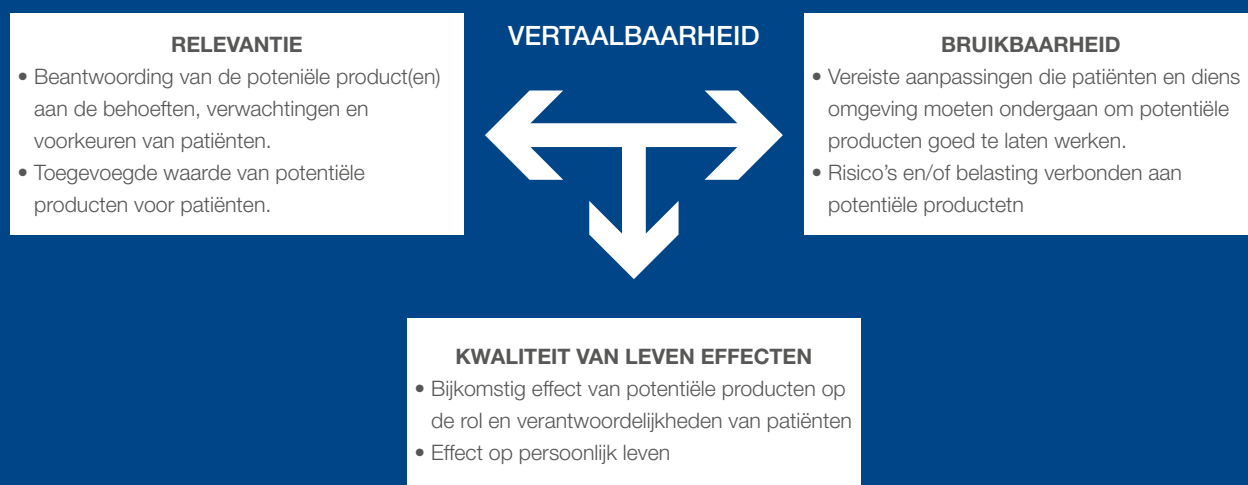 VERTAALBAARHEID
RELEVANTIE
• Beantwoording van de poteniële product(en)
aan de behoeften, verwachtingen en
voorkeuren van patiënten.
• Toegevoegde waarde van potentiële
producten voor patiënten.
BRUIKBAARHEID
• Vereiste aanpassingen die patiënten en diens
omgeving moeten ondergaan om potentiële
producten goed te laten werken.
• Risico’s en/of belasting verbonden aan
potentiële productetn
KWALITEIT VAN LEVEN EFFECTEN
• Bijkomstig effect van potentiële producten op
de rol en verantwoordelijkheden van patiënten
• Effect op persoonlijk leven